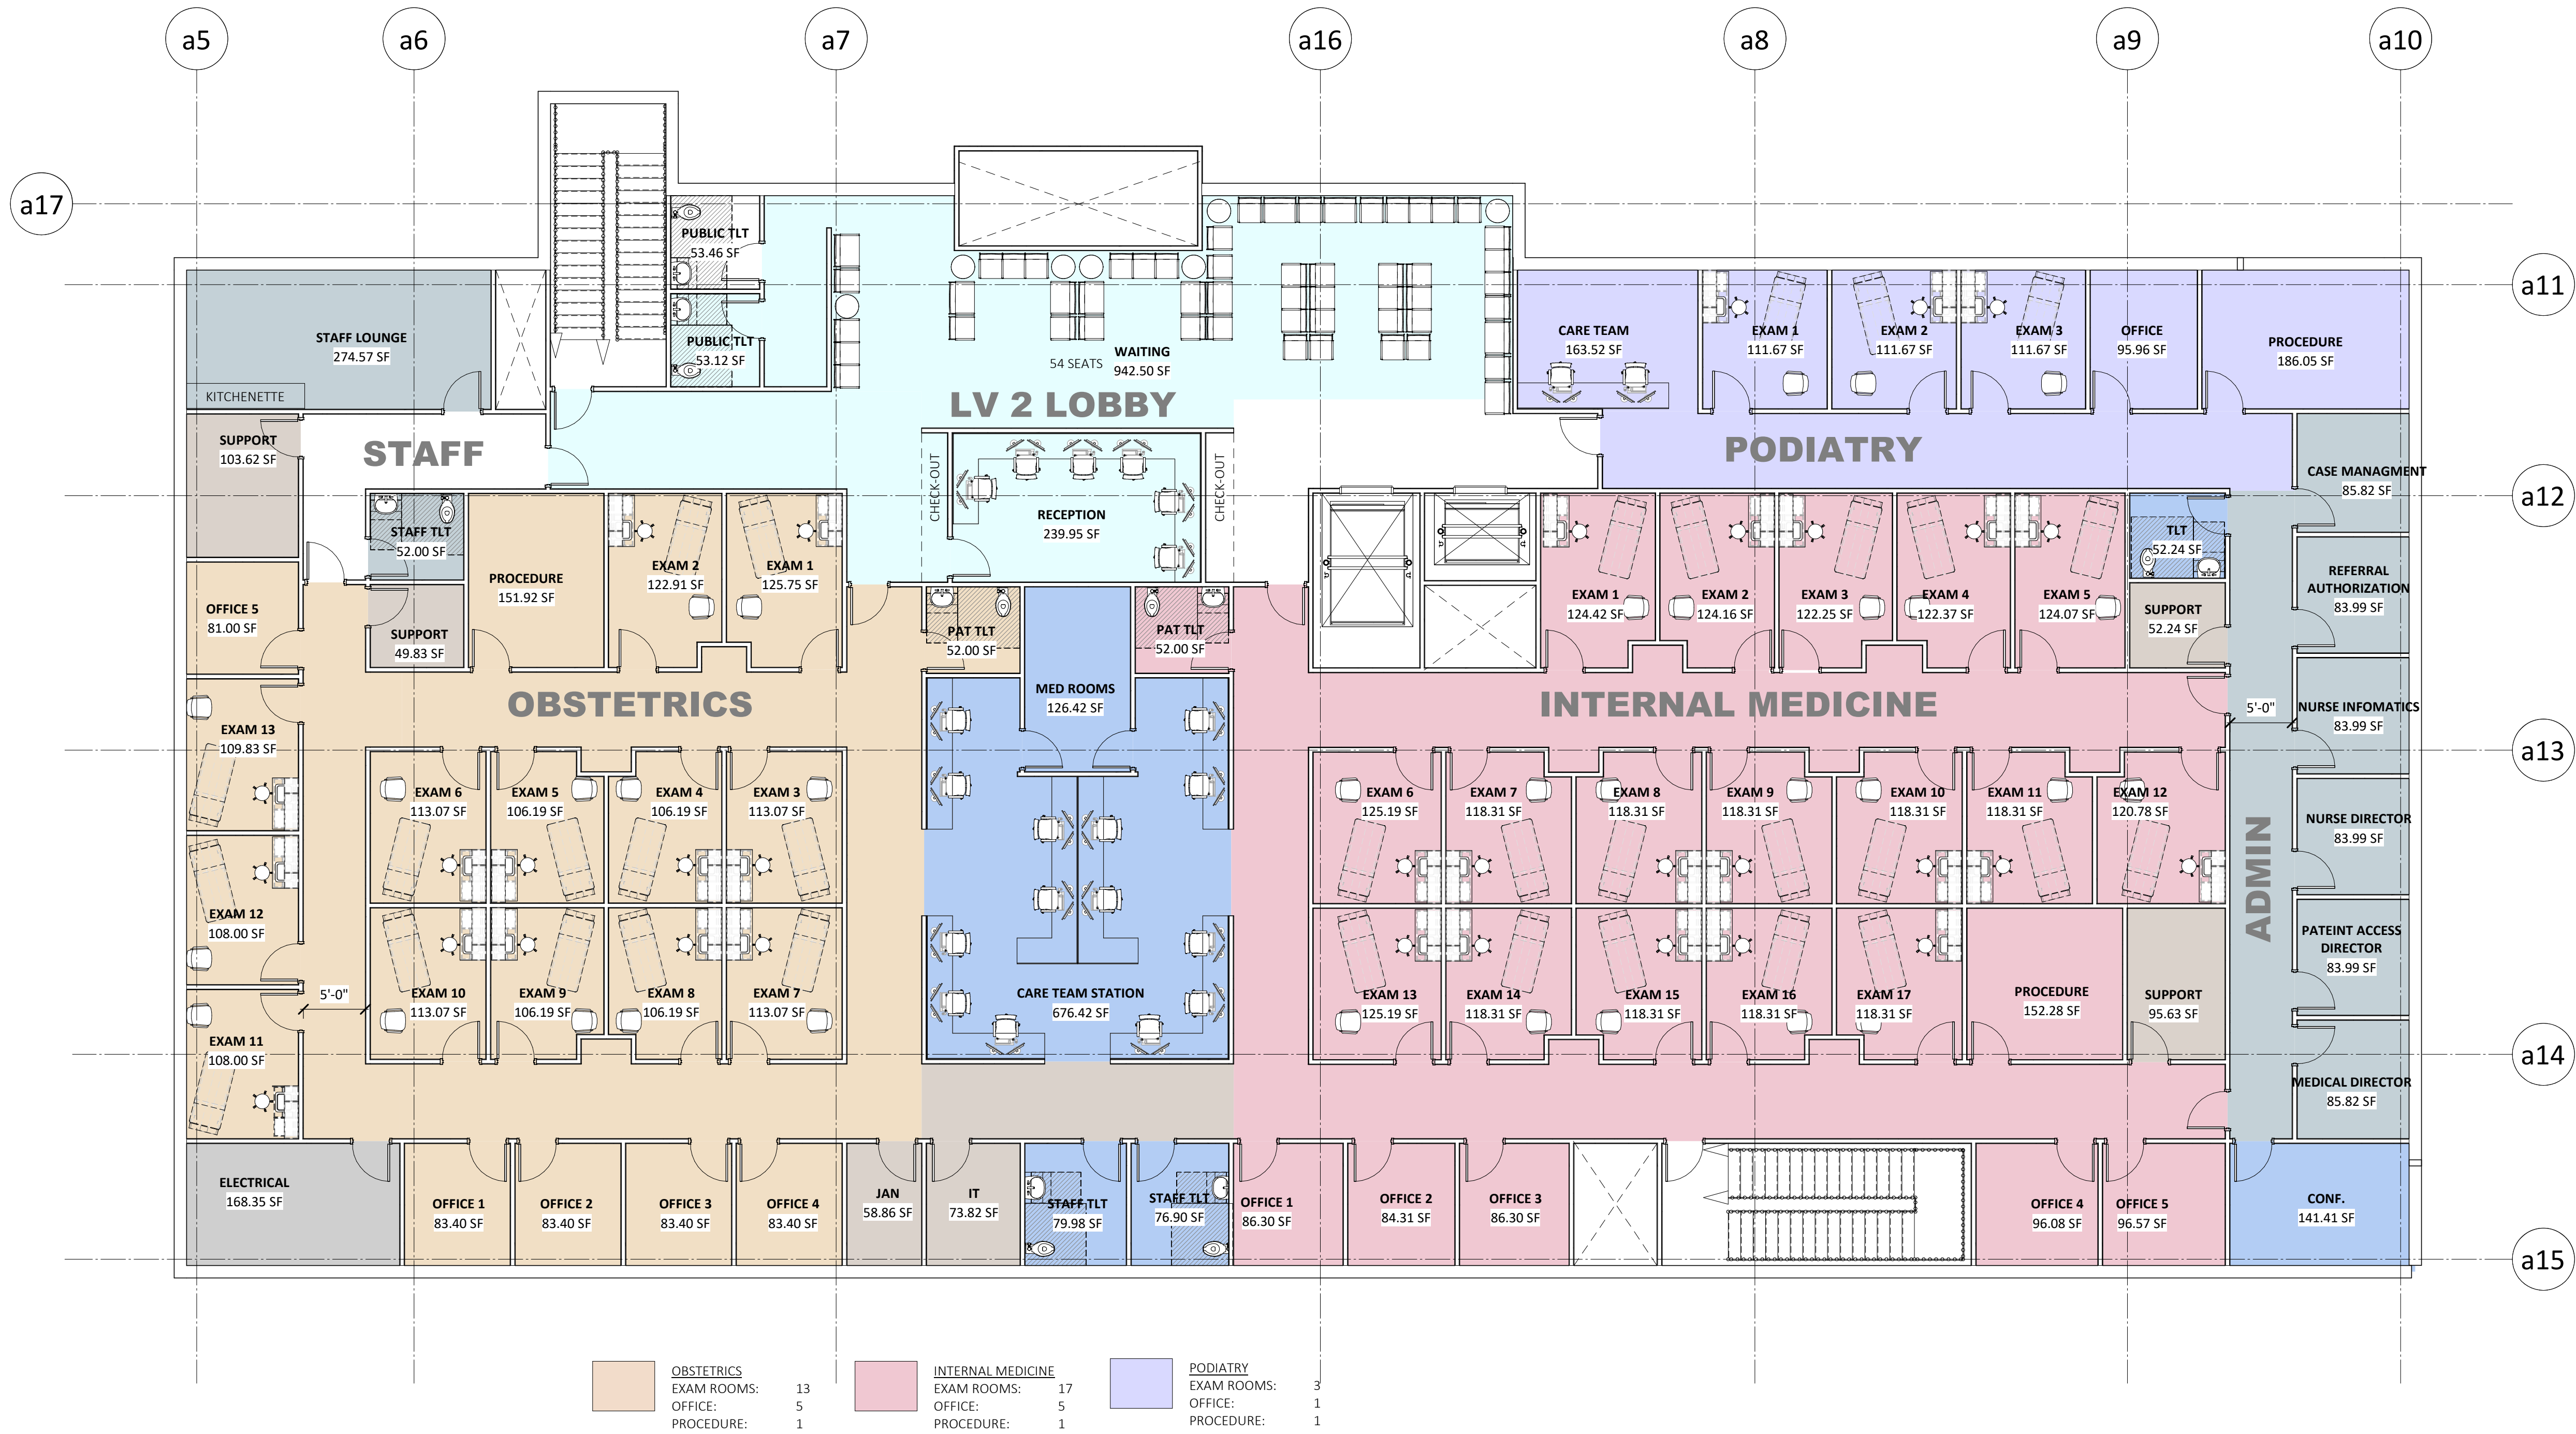 a5
a6
a7
a16
a8
a9
a10
a17
a11
a12
a13
a14
a15
PUBLIC TLT
53.46 SF
PUBLIC TLT
53.12 SF
STAFF LOUNGE
274.57 SF
KITCHENETTE
54 SEATS
WAITING
942.50 SF
LV 2 LOBBY
CARE TEAM
163.52 SF
EXAM 1
111.67 SF
EXAM 2
111.67 SF
EXAM 3
111.67 SF
OFFICE
95.96 SF
PROCEDURE
186.05 SF
SUPPORT
103.62 SF
STAFF
CHECK-OUT
RECEPTION
239.95 SF
CHECK-OUT
PODIATRY
CASE MANAGMENT
85.82 SF
STAFF TLT
52.00 SF
PROCEDURE
151.92 SF
EXAM 2
122.91 SF
EXAM 1
125.75 SF
EXAM 1
124.42 SF
EXAM 2
124.16 SF
EXAM 3
122.25 SF
EXAM 4
122.37 SF
EXAM 5
124.07 SF
TLT
52.24 SF
REFERRAL
AUTHORIZATION
83.99 SF
OFFICE 5
81.00 SF
SUPPORT
49.83 SF
PAT TLT
52.00 SF
PAT TLT
52.00 SF
SUPPORT
52.24 SF
OBSTETRICS
MED ROOMS
126.42 SF
INTERNAL MEDICINE
5'-0"
NURSE INFOMATICS
83.99 SF
EXAM 13
109.83 SF
EXAM 6
113.07 SF
EXAM 5
106.19 SF
EXAM 4
106.19 SF
EXAM 3
113.07 SF
EXAM 6
125.19 SF
EXAM 7
118.31 SF
EXAM 8
118.31 SF
EXAM 9
118.31 SF
EXAM 10
118.31 SF
EXAM 11
118.31 SF
EXAM 12
120.78 SF
ADMIN
NURSE DIRECTOR
83.99 SF
EXAM 12
108.00 SF
PATEINT ACCESS
DIRECTOR
83.99 SF
5'-0"
EXAM 10
113.07 SF
EXAM 9
106.19 SF
EXAM 8
106.19 SF
EXAM 7
113.07 SF
CARE TEAM STATION
676.42 SF
EXAM 13
125.19 SF
EXAM 14
118.31 SF
EXAM 15
118.31 SF
EXAM 16
118.31 SF
EXAM 17
118.31 SF
PROCEDURE
152.28 SF
SUPPORT
95.63 SF
EXAM 11
108.00 SF
MEDICAL DIRECTOR
85.82 SF
ELECTRICAL
168.35 SF
OFFICE 1
83.40 SF
OFFICE 2
83.40 SF
OFFICE 3
83.40 SF
OFFICE 4
83.40 SF
JAN
58.86 SF
IT
73.82 SF
STAFF TLT
79.98 SF
STAFF TLT
76.90 SF
OFFICE 1
86.30 SF
OFFICE 2
84.31 SF
OFFICE 3
86.30 SF
OFFICE 4
96.08 SF
OFFICE 5
96.57 SF
CONF.
141.41 SF
OBSTETRICS
EXAM ROOMS: 13
OFFICE: 5
PROCEDURE: 1
INTERNAL MEDICINE
EXAM ROOMS: 17
OFFICE: 5
PROCEDURE: 1
PODIATRY
EXAM ROOMS: 3
OFFICE: 1
PROCEDURE: 1